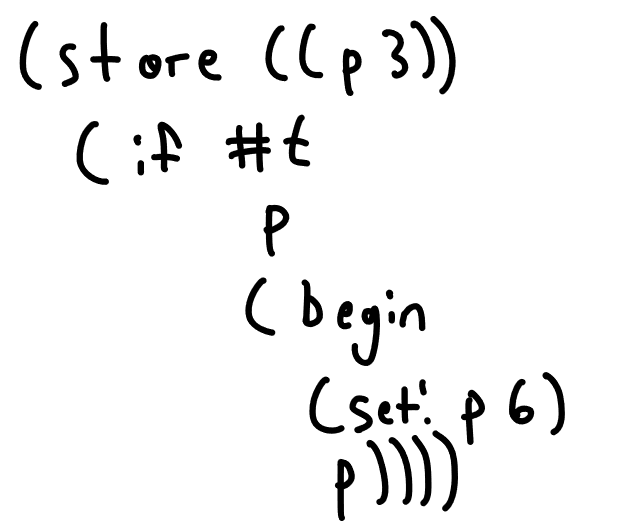 (store ((p 3))
(if #t
p
(begin
(set! p 6)
p))))